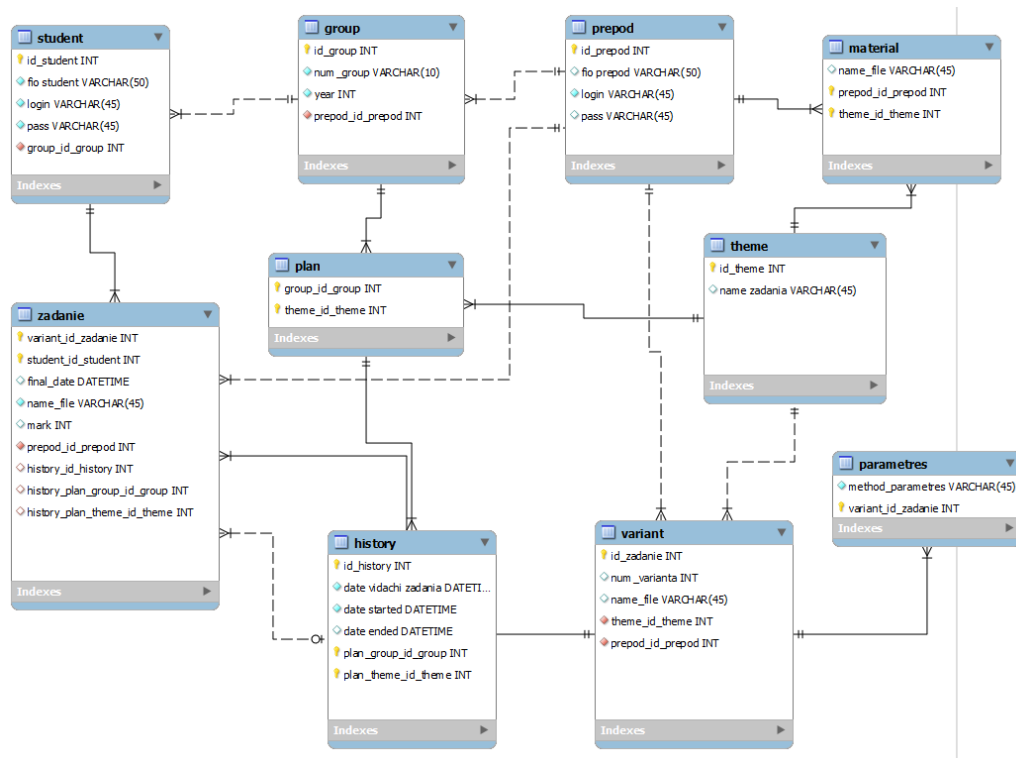 student
id_student INT
fio student VARCHAR(50)
login VARCHAR(45)
pass VARCHAR(45)
group_id_group INT
Indexes
group
id_group INT
num_group VARCHAR(10)
year INT
prepod_id_prepod INT
Indexes
prepod
id_prepod INT
fio prepod VARCHAR(50)
login VARCHAR(45)
pass VARCHAR(45)
Indexes
material
name_file VARCHAR(45)
prepod_id_prepod INT
theme_id_theme INT
Indexes
plan
group_id_group INT
theme_id_theme INT
Indexes
theme
id_theme INT
name zadania VARCHAR(45)
Indexes
zadanie
variant_id_zadanie INT
student_id_student INT
final_date DATETIME
name_file VARCHAR(45)
mark INT
prepod_id_prepod INT
history_id_history INT
history_plan_group_id_group INT
history_plan_theme_id_theme INT
Indexes
history
id_history INT
date vidachi zadania DATETI...
date started DATETIME
date ended DATETIME
plan_group_id_group INT
plan_theme_id_theme INT
Indexes
variant
id_zadanie INT
num_varianta INT
name_file VARCHAR(45)
theme_id_theme INT
prepod_id_prepod INT
Indexes
parametres
method_parametres VARCHAR(45)
variant_id_zadanie INT
Indexes